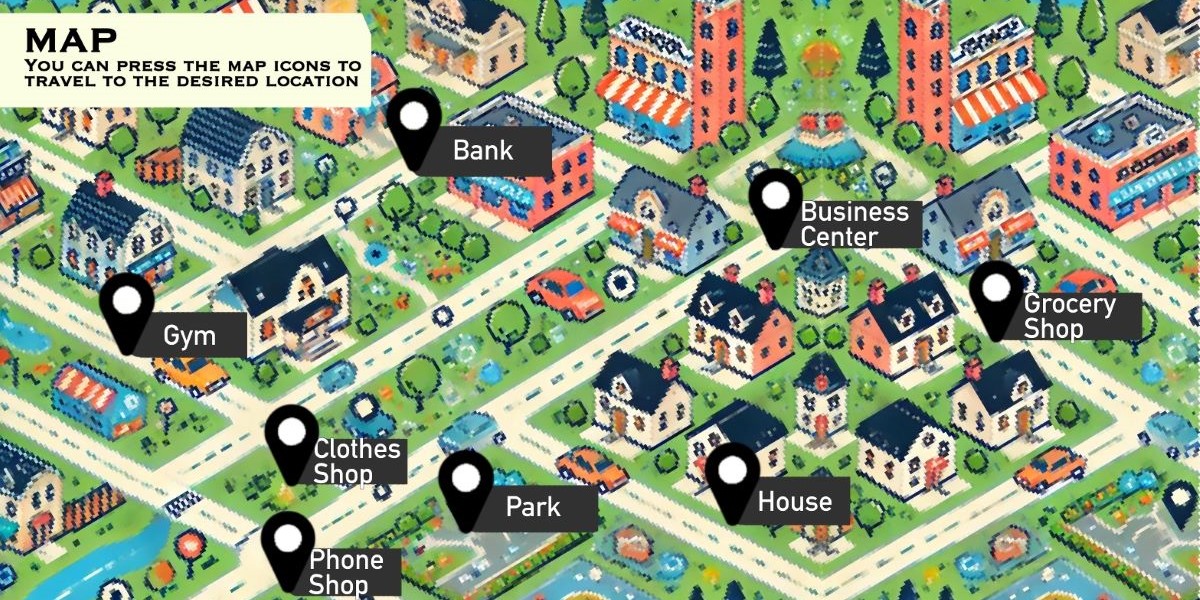 MAP
YOU CAN PRESS THE MAP ICONS TO
TRAVEL TO THE DESIRED LOCATION
Bank
Business
Center
Grocery
Shop
Gym
Clothes
Shop
Park
House
Phone
Shop